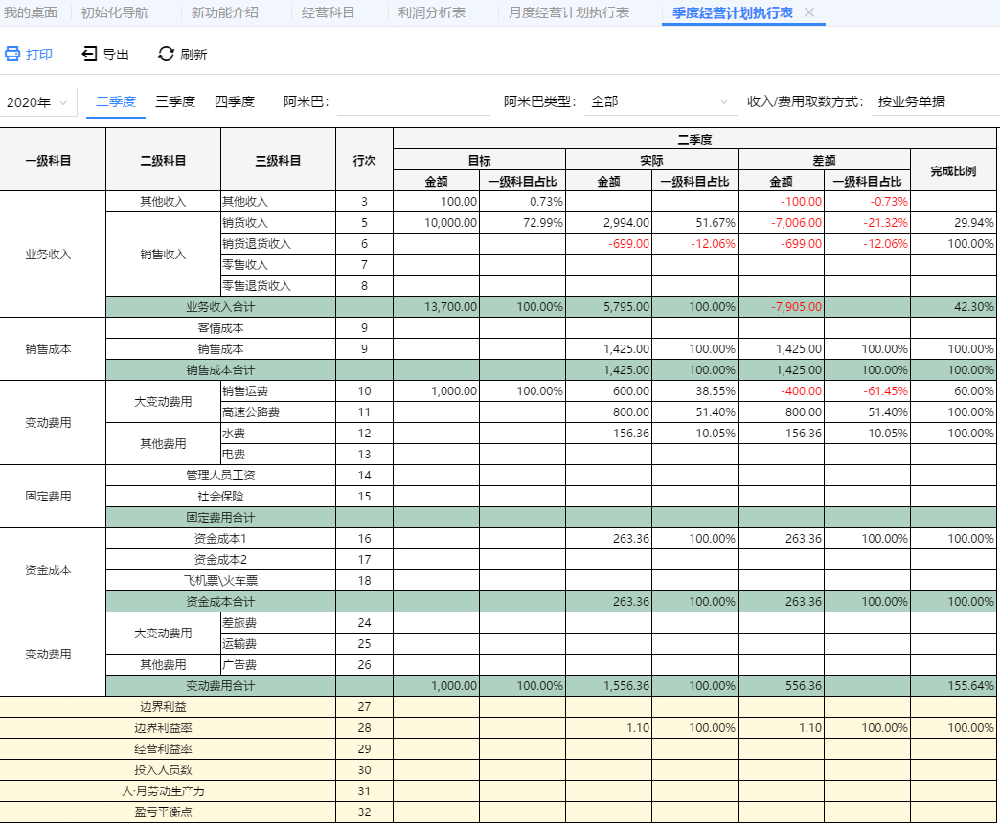 我的桌面 初始化导航 新功能介绍 经营科目 利润分析表 月度经营计划执行表 季度经营计划执行表
打印 导出 刷新
2020年 二季度 三季度 四季度 阿米巴: 阿米巴类型: 全部 收入/费用取数方式: 按业务单据
一级科目 二级科目 三级科目 行次 二季度
目标 实际 差额 完成比例
金额 一级科目占比 金额 一级科目占比 金额 一级科目占比
业务收入 其他收入 其他收入 3 100.00 0.73% -100.00 -0.73%
销售收入 销货收入 5 10,000.00 72.99% 2,994.00 51.67% -7,006.00 -21.32% 29.94%
销货退货收入 6 -699.00 -12.06% -699.00 -12.06% 100.00%
零售收入 7
零售退货收入 8
业务收入合计 13,700.00 100.00% 5,795.00 100.00% -7,905.00 42.30%
销售成本 客情成本 9
销售成本 9 1,425.00 100.00% 1,425.00 100.00% 100.00%
销售成本合计 1,425.00 100.00% 1,425.00 100.00% 100.00%
变动费用 大变动费用 销售运费 10 1,000.00 100.00% 600.00 38.55% -400.00 -61.45% 60.00%
高速公路费 11 800.00 51.40% 800.00 51.40% 100.00%
其他费用 水费 12 156.36 10.05% 156.36 10.05% 100.00%
电费 13
固定费用 管理人员工资 14
社会保险 15
固定费用合计
资金成本 资金成本1 16 263.36 100.00% 263.36 100.00% 100.00%
资金成本2 17
飞机票\火车票 18
资金成本合计 263.36 100.00% 263.36 100.00% 100.00%
变动费用 大变动费用 差旅费 24
运输费 25
其他费用 广告费 26
变动费用合计 1,000.00 100.00% 1,556.36 100.00% 556.36 155.64%
边界利益 27
边界利益率 28 1.10 100.00% 1.10 100.00% 100.00%
经营利益率 29
投入人员数 30
人·月劳动生产力 31
盈亏平衡点 32